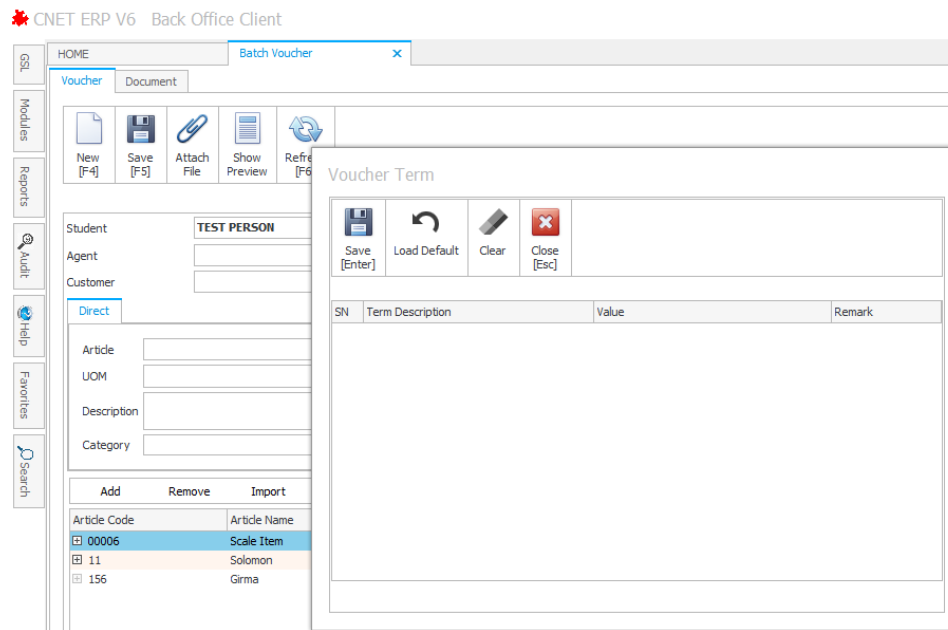 CNET ERP V6 Back Office Client
HOME
Batch Voucher
Voucher
Document
GSL
Modules
Reports
Audit
Help
Favorites
Search
New
[F4]
Save
[F5]
Attach
File
Show
Preview
Refre
[F6
Student
TEST PERSON
Agent
Customer
Direct
Article
UOM
Description
Category
Add Remove Import
Article Code Article Name
00006 Scale Item
11 Solomon
156 Girma
Voucher Term
Save
[Enter]
Load Default
Clear
Close
[Esc]
SN Term Description Value Remark